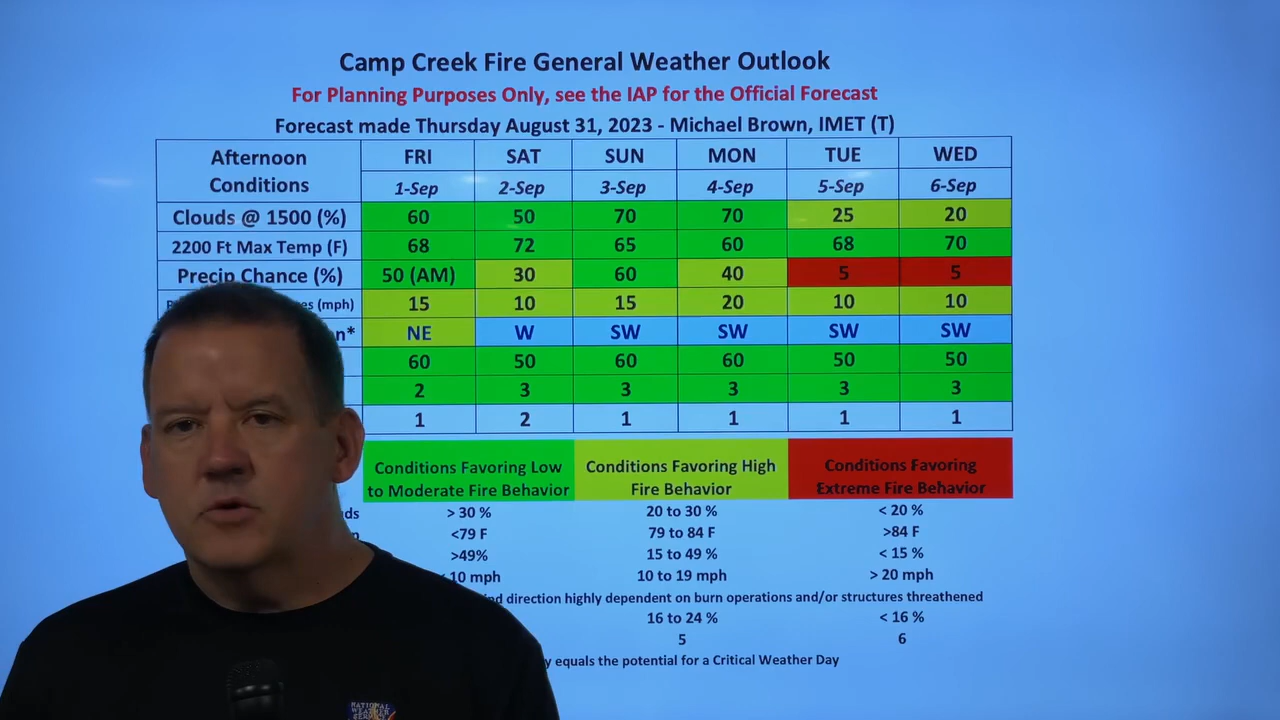 Camp Creek Fire General Weather Outlook
For Planning Purposes Only, see the IAP for the Official Forecast
Forecast made Thursday August 31, 2023 - Michael Brown, IMET (T)
Afternoon Conditions FRI SAT SUN MON TUE WED
1-Sep 2-Sep 3-Sep 4-Sep 5-Sep 6-Sep
Clouds @ 1500 (%) 60 50 70 70 25 20
2200 Ft Max Temp (F) 68 72 65 60 68 70
Precip Chance (%) 50 (AM) 30 60 40 5 5
(mph) 15 10 15 20 10 10
NE W SW SW SW SW
60 50 60 60 50 50
2 3 3 3 3 3
1 2 1 1 1 1
Conditions Favoring Low Conditions Favoring High Conditions Favoring
to Moderate Fire Behavior Fire Behavior Extreme Fire Behavior
> 30 % 20 to 30 % < 20 %
<79 F 79 to 84 F >84 F
>49% 15 to 49 % < 15 %
10 mph 10 to 19 mph > 20 mph
direction highly dependent on burn operations and/or structures threathened
16 to 24 % < 16 %
5 6
equals the potential for a Critical Weather Day
NATIONAL
WEATHER
SERVICE